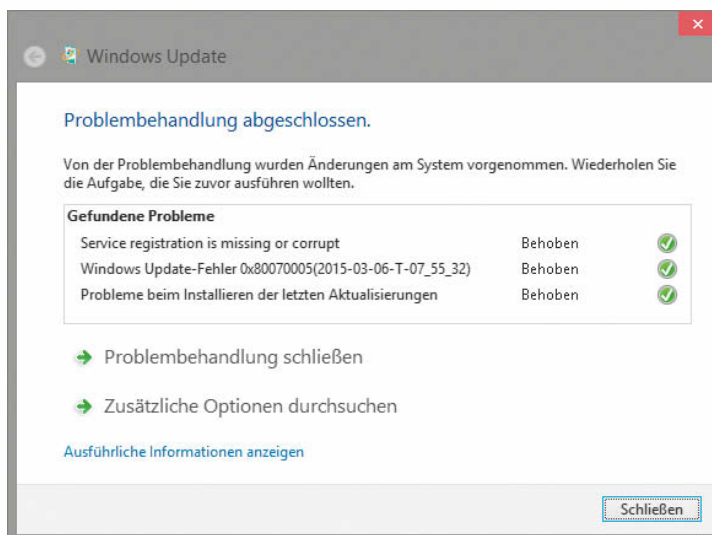 Windows Update
Problembehandlung abgeschlossen.
Von der Problembehandlung wurden Änderungen am System vorgenommen. Wiederholen Sie
die Aufgabe, die Sie zuvor ausführen wollten.
Gefundene Probleme
Service registration is missing or corrupt Behoben
Windows Update-Fehler 0x80070005(2015-03-06-T-07_55_32) Behoben
Probleme beim Installieren der letzten Aktualisierungen Behoben
Problembehandlung schließen
Zusätzliche Optionen durchsuchen
Ausführliche Informationen anzeigen
Schließen